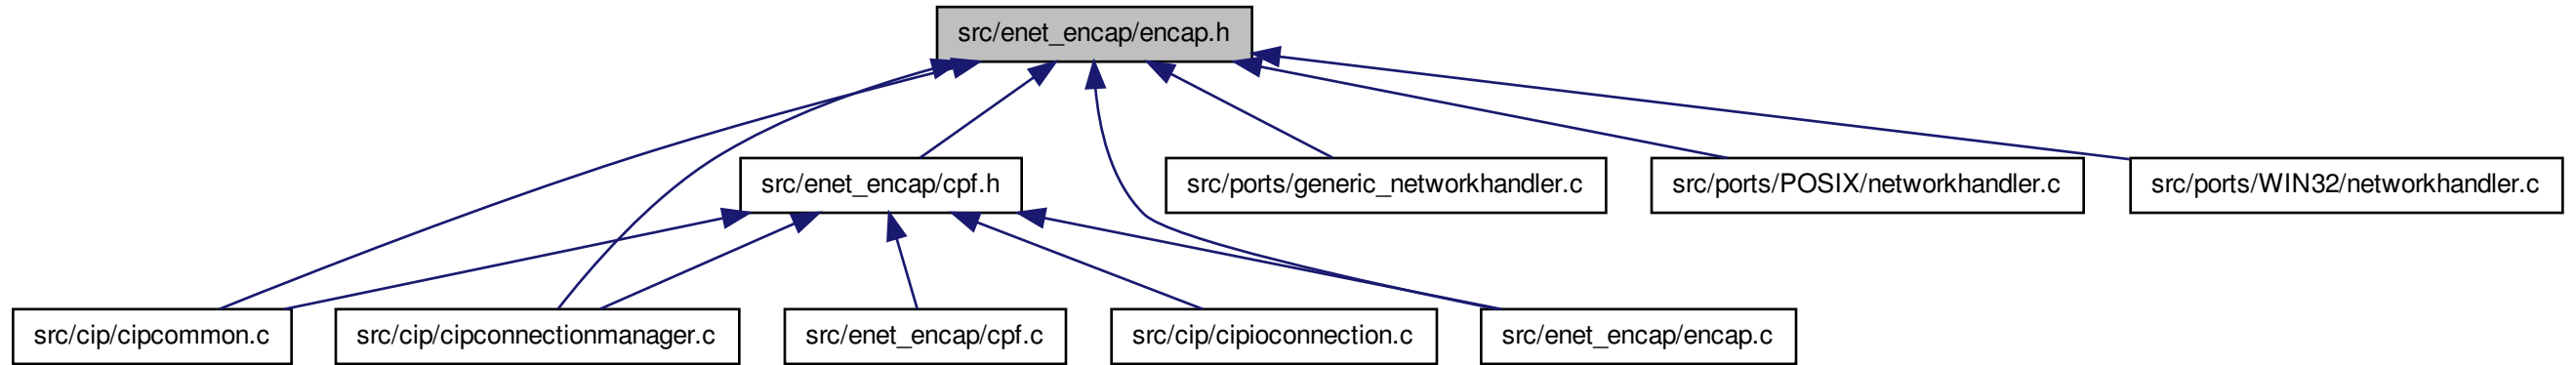 src/enet_encap/encap.h
src/enet_encap/cpf.h
src/ports/generic_networkhandler.c
src/ports/POSIX/networkhandler.c
src/ports/WIN32/networkhandler.c
src/cip/cipcommon.c
src/cip/cipconnectionmanager.c
src/enet_encap/cpf.c
src/cip/cipioconnection.c
src/enet_encap/encap.c